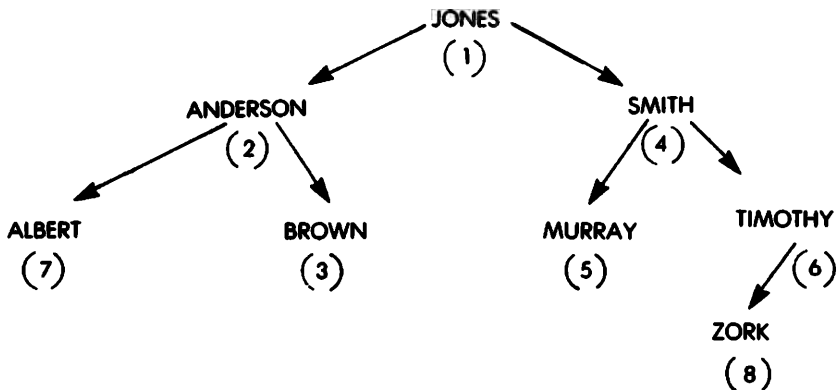 JONES
(1)
ANDERSON
(2)
SMITH
(4)
ALBERT
(7)
BROWN
(3)
MURRAY
(5)
TIMOTHY
(6)
ZORK
(8)